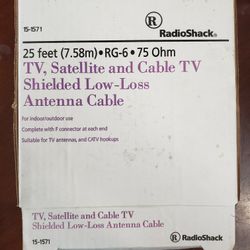 R
RadioShack®
15-1571
25 feet (7.58m)•RG-6•75 Ohm
TV, Satellite and Cable TV
Shielded Low-Loss
Antenna Cable
For indoor/outdoor use
Complete with F connector at each end
Suitable for TV antennas, and CATV hookups
R RadioShack
TV, Satellite and Cable TV
Shielded Low-Loss Antenna Cable
15-1571